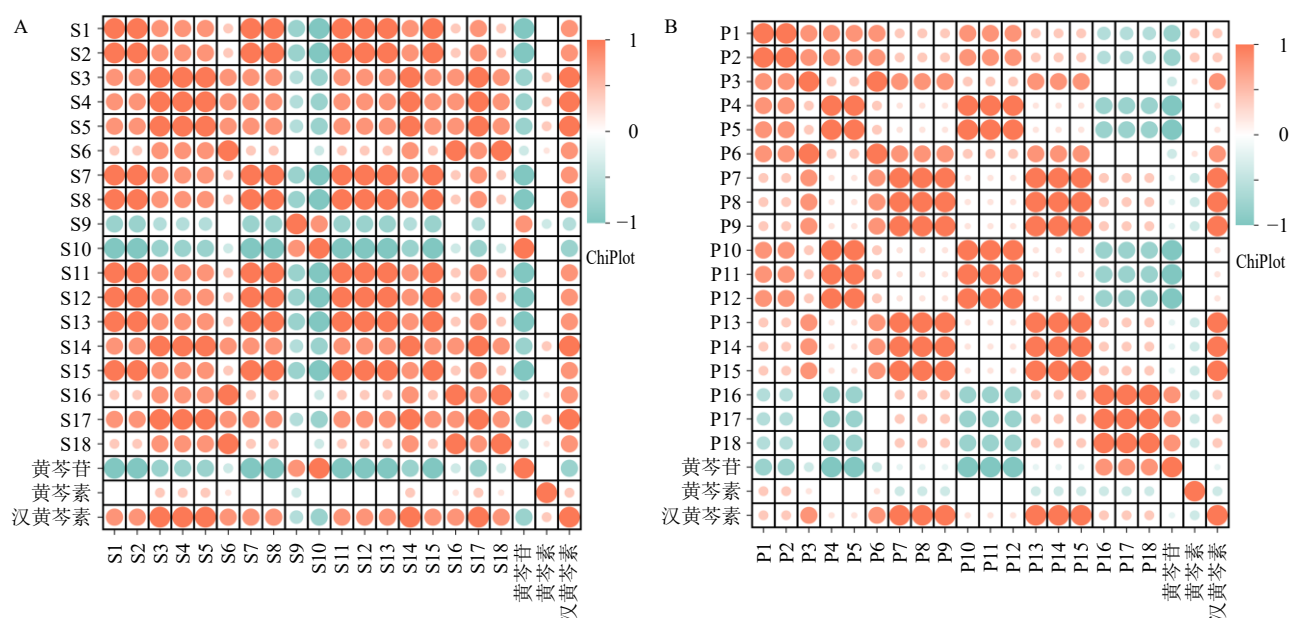 A
S1
S2
S3
S4
S5
S6
S7
S8
S9
S10
S11
S12
S13
S14
S15
S16
S17
S18
黄芩苷
黄芩素
汉黄芩素
S1
S2
S3
S4
S5
S6
S7
S8
S9
S10
S11
S12
S13
S14
S15
S16
S17
S18
黄芩苷
黄芩素
汉黄芩素
1
0
−1
ChiPlot
B
P1
P2
P3
P4
P5
P6
P7
P8
P9
P10
P11
P12
P13
P14
P15
P16
P17
P18
黄芩苷
黄芩素
汉黄芩素
P1
P2
P3
P4
P5
P6
P7
P8
P9
P10
P11
P12
P13
P14
P15
P16
P17
P18
黄芩苷
黄芩素
汉黄芩素
1
0
−1
ChiPlot